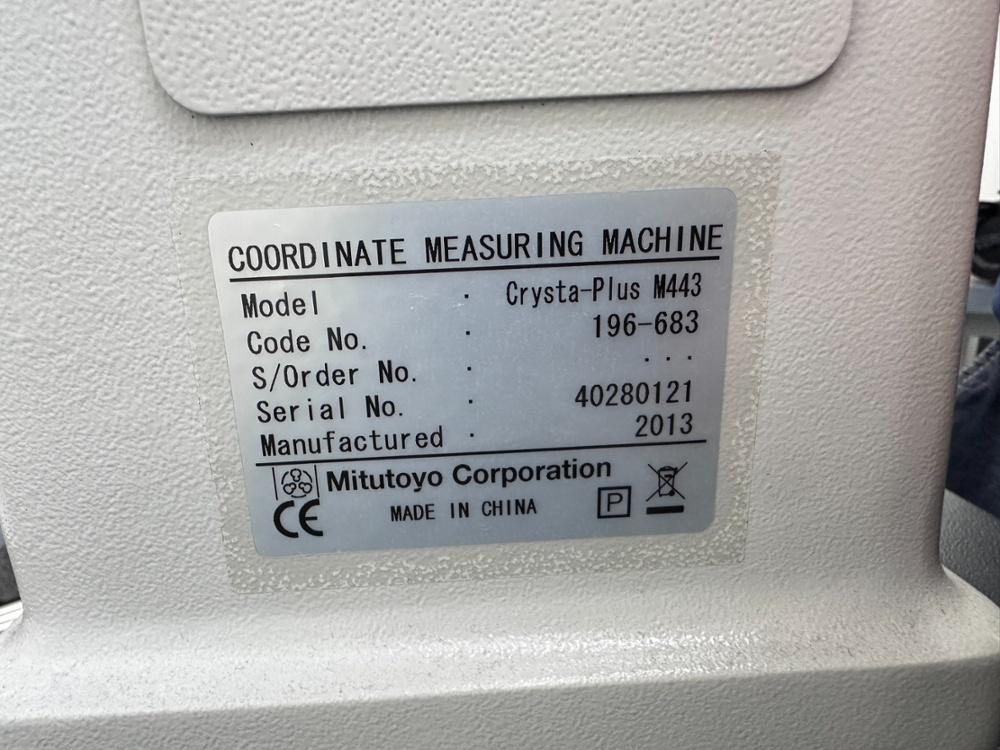 COORDINATE MEASURING MACHINE
Model · Crysta-Plus M443
Code No. · 196-683
S/Order No. · ...
Serial No. · 40280121
Manufactured · 2013
Mitutoyo Corporation
CE MADE IN CHINA P